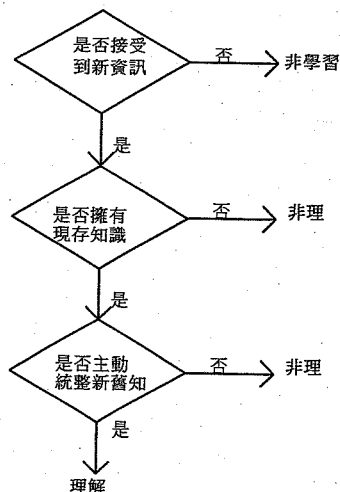 是否接受
到新資訊
否
非學習
是
是否擁有
現存知識
否
非理
是
是否主動
統整新舊知
否
非理
是
理解